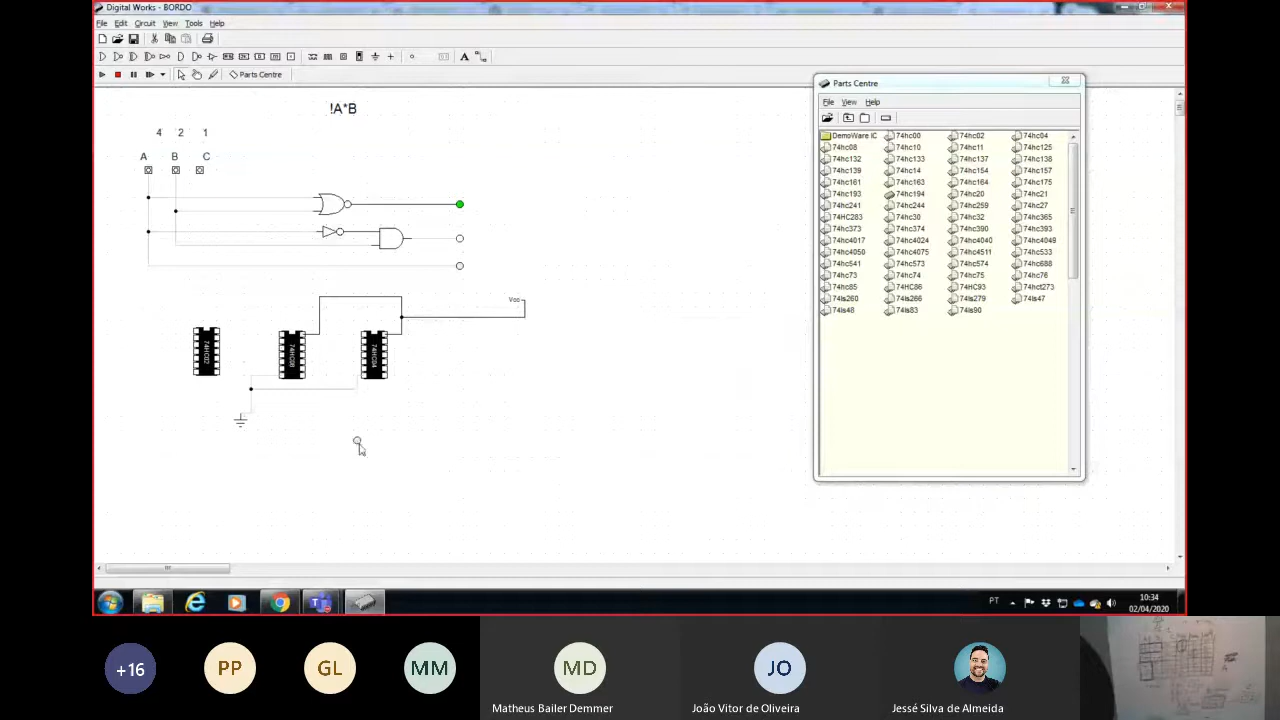 Digital Works - BORDO
File Edit Circuit View Tools Help
Parts Centre
!A*B
4 2 1
A B C
Vcc
74HC02
74HC08
74HC04
Parts Centre
File View Help
DemoWare IC 74hc00 74hc02 74hc04
74hc08 74hc10 74hc11 74hc125
74hc132 74hc133 74hc137 74hc138
74hc139 74hc14 74hc154 74hc157
74hc161 74hc163 74hc164 74hc175
74hc193 74hc194 74hc20 74hc21
74hc241 74hc244 74hc259 74hc27
74HC283 74hc30 74hc32 74hc365
74hc373 74hc374 74hc390 74hc393
74hc4017 74hc4024 74hc4040 74hc4049
74hc4050 74hc4075 74hc4511 74hc533
74hc541 74hc573 74hc574 74hc688
74hc73 74hc74 74hc75 74hc76
74hc85 74HC86 74HC93 74hct273
74ls260 74ls266 74ls279 74ls47
74ls48 74ls83 74ls90
PT
10:34
02/04/2020
+16 PP GL MM MD JO
Matheus Bailer Demmer João Vitor de Oliveira Jessé Silva de Almeida